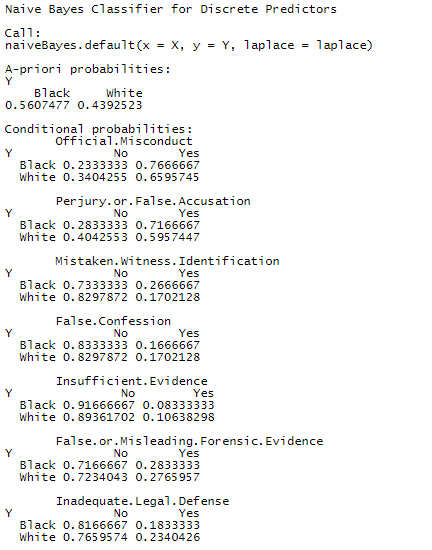 Naive Bayes Classifier for Discrete Predictors
Call:
naiveBayes.default(x = X, y = Y, laplace = laplace)
A-priori probabilities:
Y
Black White
0.5607477 0.4392523
Conditional probabilities:
Official.Misconduct
Y No Yes
Black 0.2333333 0.7666667
White 0.3404255 0.6595745
Perjury.or.False.Accusation
Y No Yes
Black 0.2833333 0.7166667
White 0.4042553 0.5957447
Mistaken.Witness.Identification
Y No Yes
Black 0.7333333 0.2666667
White 0.8297872 0.1702128
False.Confession
Y No Yes
Black 0.8333333 0.1666667
White 0.8297872 0.1702128
Insufficient.Evidence
Y No Yes
Black 0.91666667 0.08333333
White 0.89361702 0.10638298
False.or.Misleading.Forensic.Evidence
Y No Yes
Black 0.7166667 0.2833333
White 0.7234043 0.2765957
Inadequate.Legal.Defense
Y No Yes
Black 0.8166667 0.1833333
White 0.7659574 0.2340426